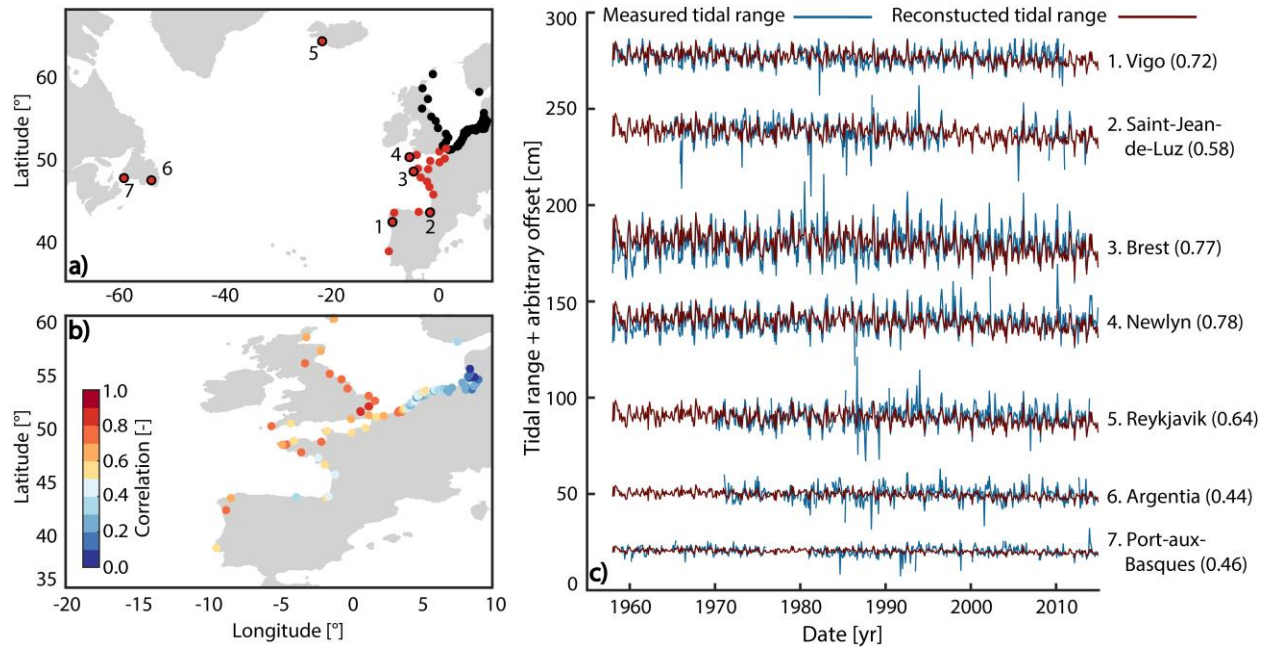 60
50
40
Latitude [°]
-60
-40
-20
0
a)
1
2
3
4
5
6
7
60
55
50
45
40
35
Latitude [°]
-20
-15
-10
-5
0
5
10
Longitude [°]
b)
1.0
0.8
0.6
0.4
0.2
0.0
Correlation [-]
Measured tidal range
Reconstucted tidal range
300
250
200
150
100
50
0
Tidal range + arbitrary offset [cm]
1. Vigo (0.72)
2. Saint-Jean-
de-Luz (0.58)
3. Brest (0.77)
4. Newlyn (0.78)
5. Reykjavik (0.64)
6. Argentia (0.44)
7. Port-aux-
Basques (0.46)
c)
1960
1970
1980
1990
2000
2010
Date [yr]